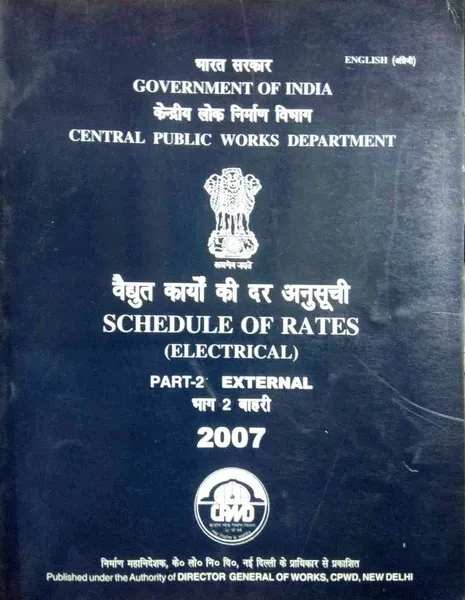 ENGLISH (अंग्रेजी)
भारत सरकार
GOVERNMENT OF INDIA
केन्द्रीय लोक निर्माण विभाग
CENTRAL PUBLIC WORKS DEPARTMENT
सत्यमेव जयते
वैद्युत कार्यों की दर अनुसूची
SCHEDULE OF RATES
(ELECTRICAL)
PART-2 EXTERNAL
भाग 2 बाहरी
2007
CPWD
निर्माण महानिदेशक, के० लो० नि० वि०, नई दिल्ली के प्राधिकार से प्रकाशित
Published under the Authority of DIRECTOR GENERAL OF WORKS, CPWD, NEW DELHI